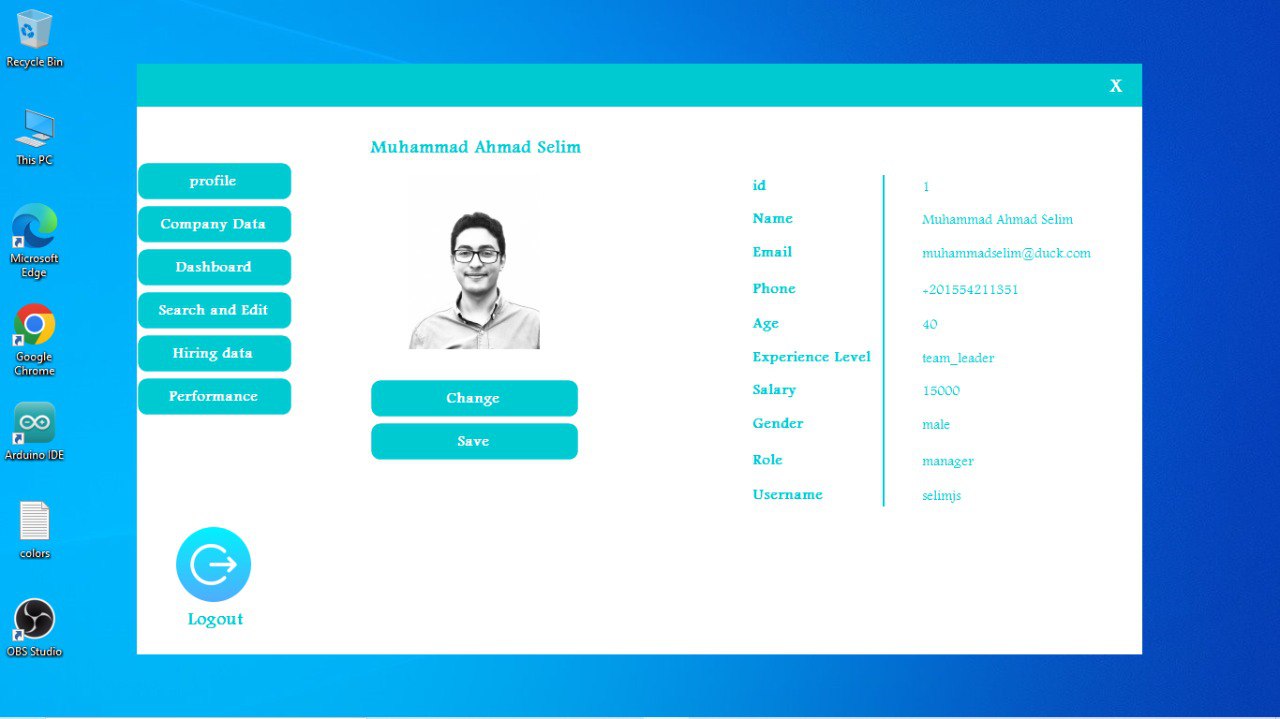 Recycle Bin
This PC
Microsoft
Edge
Google
Chrome
Arduino IDE
colors
OBS Studio
X
profile
Company Data
Dashboard
Search and Edit
Hiring data
Performance
Logout
Muhammad Ahmad Selim
Change
Save
id 1
Name Muhammad Ahmad Selim
Email muhammadselim@duck.com
Phone +201554211351
Age 40
Experience Level team_leader
Salary 15000
Gender male
Role manager
Username selimjs